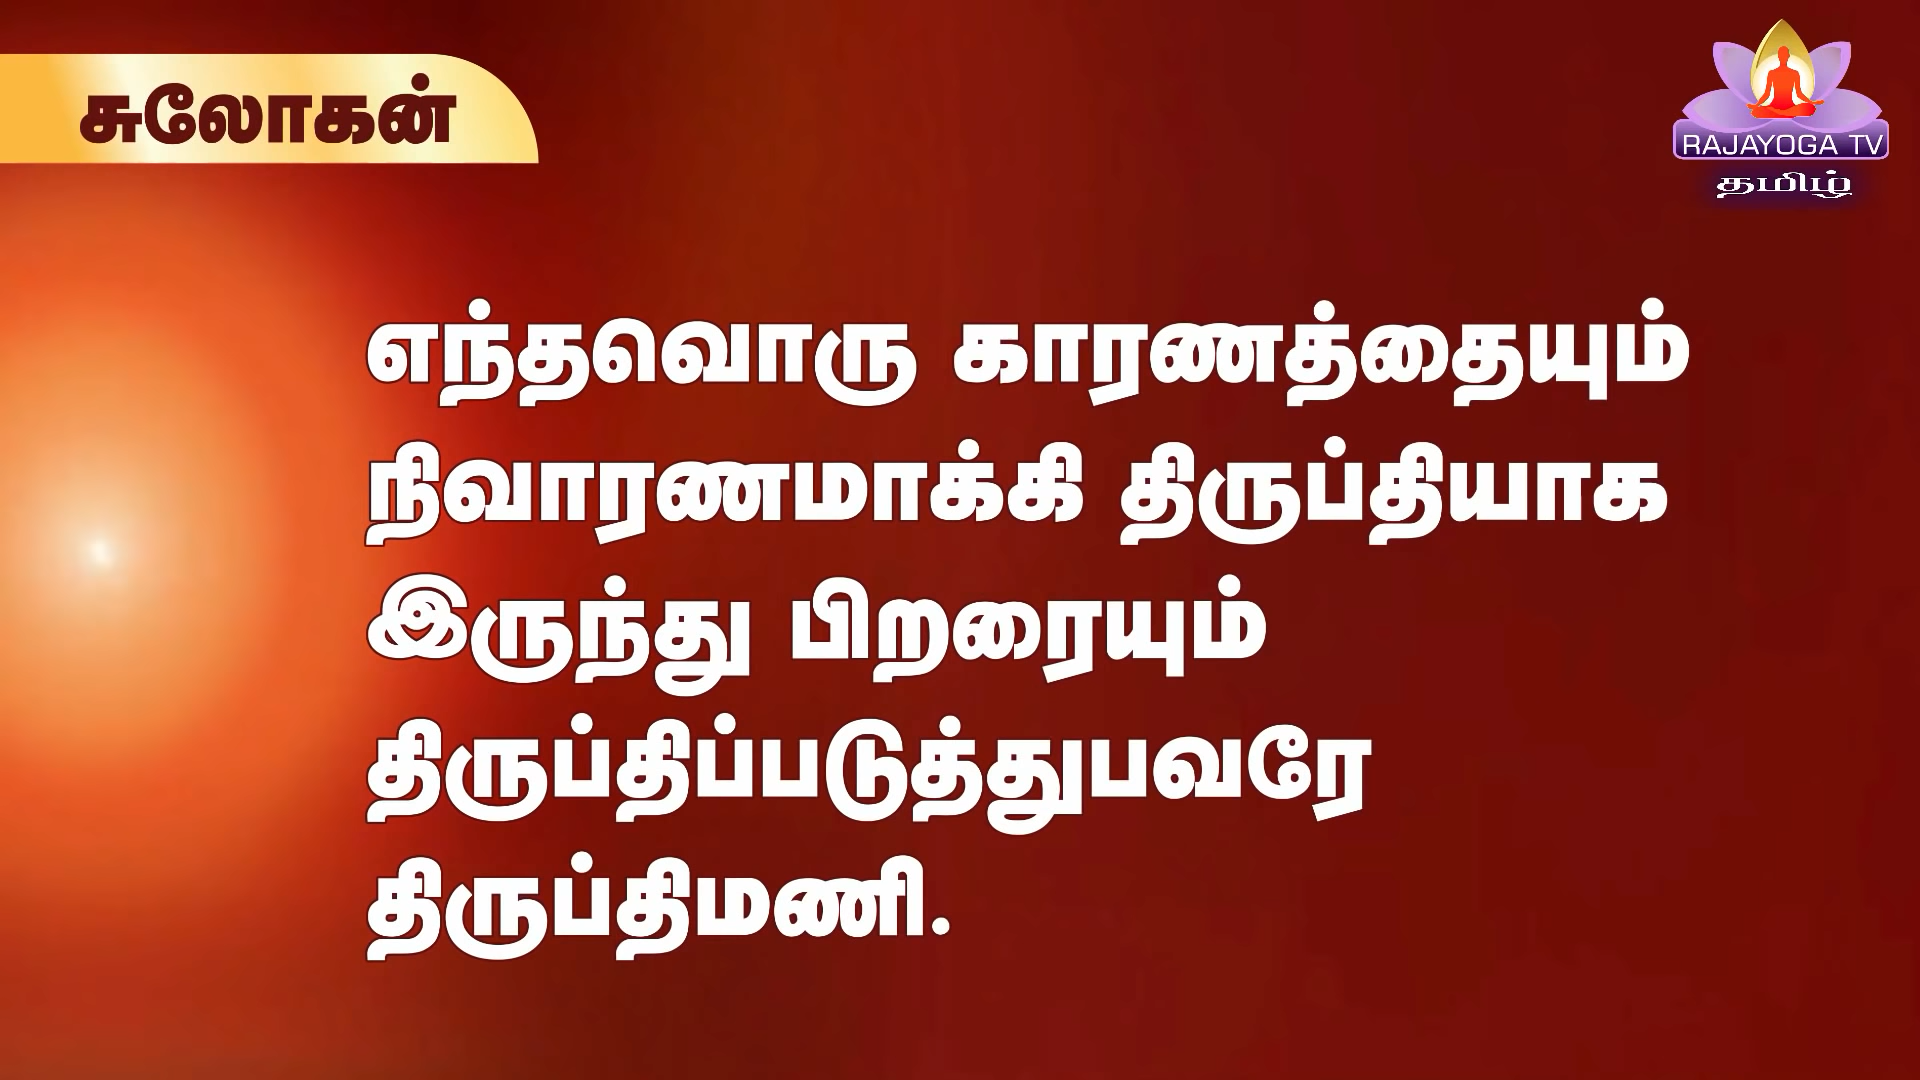 சுலோகன்
RAJAYOGA TV
தமிழ்
எந்தவொரு காரணத்தையும்
நிவாரணமாக்கி திருப்தியாக
இருந்து பிறரையும்
திருப்திப்படுத்துபவரே
திருப்திமணி.